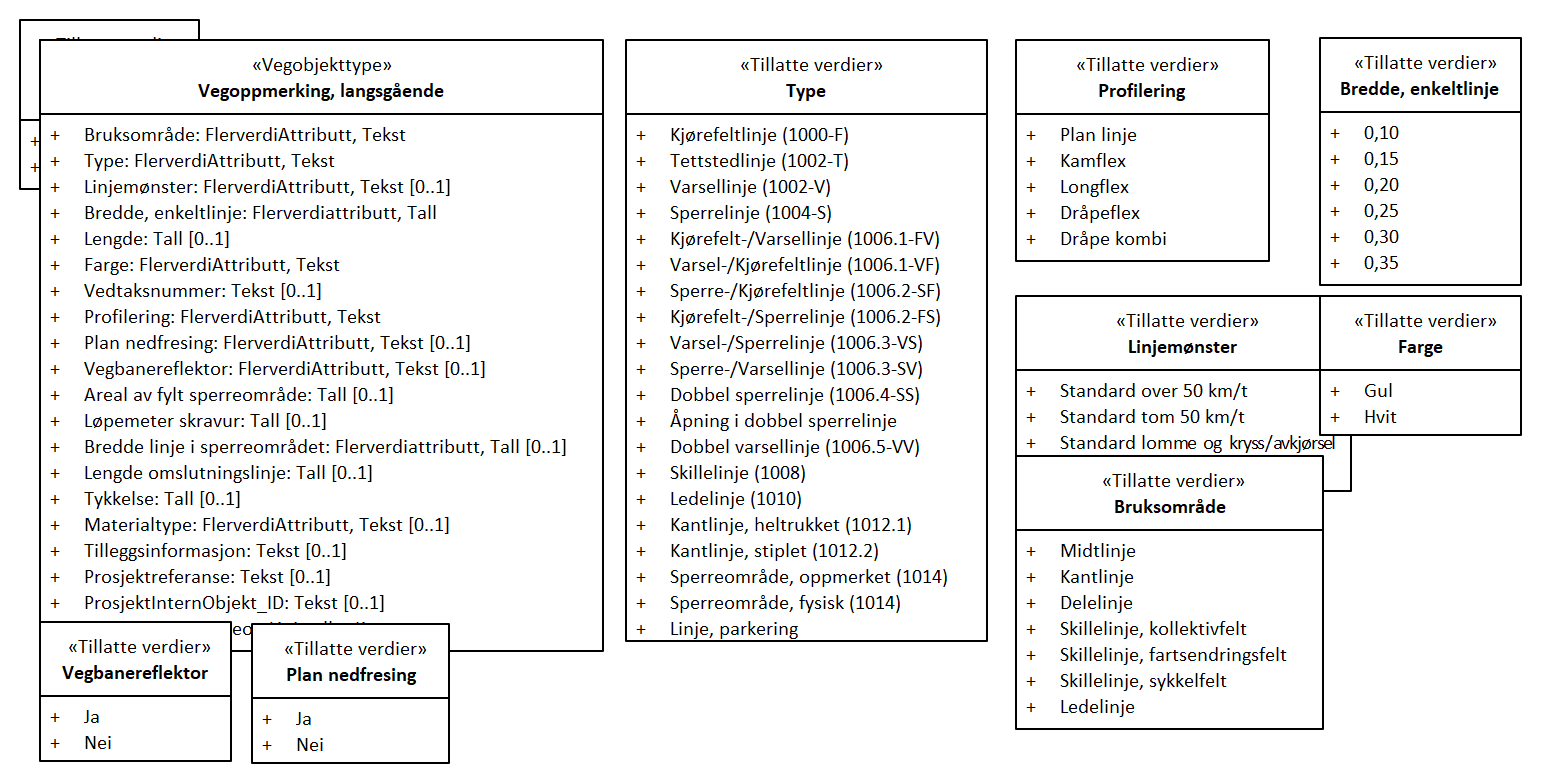 «Vegobjekttype»
Vegoppmerking, langsgående
+ Bruksområde: FlerverdiAttributt, Tekst
+ Type: FlerverdiAttributt, Tekst
+ Linjemønster: FlerverdiAttributt, Tekst [0..1]
+ Bredde, enkeltlinje: Flerverdiattributt, Tall
+ Lengde: Tall [0..1]
+ Farge: FlerverdiAttributt, Tekst
+ Vedtaksnummer: Tekst [0..1]
+ Profilering: FlerverdiAttributt, Tekst
+ Plan nedfresing: FlerverdiAttributt, Tekst [0..1]
+ Vegbanereflektor: FlerverdiAttributt, Tekst [0..1]
+ Areal av fylt sperreområde: Tall [0..1]
+ Løpemeter skravur: Tall [0..1]
+ Bredde linje i sperreområdet: Flerverdiattributt, Tall [0..1]
+ Lengde omslutningslinje: Tall [0..1]
+ Tykkelse: Tall [0..1]
+ Materialtype: FlerverdiAttributt, Tekst [0..1]
+ Tilleggsinformasjon: Tekst [0..1]
+ Prosjektreferanse: Tekst [0..1]
+ ProsjektInternObjekt_ID: Tekst [0..1]
«Tillatte verdier»
Vegbanereflektor
+ Ja
+ Nei
«Tillatte verdier»
Plan nedfresing
+ Ja
+ Nei
«Tillatte verdier»
Type
+ Kjørefeltlinje (1000-F)
+ Tettstedlinje (1002-T)
+ Varsellinje (1002-V)
+ Sperrelinje (1004-S)
+ Kjørefelt-/Varsellinje (1006.1-FV)
+ Varsel-/Kjørefeltlinje (1006.1-VF)
+ Sperre-/Kjørefeltlinje (1006.2-SF)
+ Kjørefelt-/Sperrelinje (1006.2-FS)
+ Varsel-/Sperrelinje (1006.3-VS)
+ Sperre-/Varsellinje (1006.3-SV)
+ Dobbel sperrelinje (1006.4-SS)
+ Åpning i dobbel sperrelinje
+ Dobbel varsellinje (1006.5-VV)
+ Skillelinje (1008)
+ Ledelinje (1010)
+ Kantlinje, heltrukket (1012.1)
+ Kantlinje, stiplet (1012.2)
+ Sperreområde, oppmerket (1014)
+ Sperreområde, fysisk (1014)
+ Linje, parkering
«Tillatte verdier»
Profilering
+ Plan linje
+ Kamflex
+ Longflex
+ Dråpeflex
+ Dråpe kombi
«Tillatte verdier»
Bredde, enkeltlinje
+ 0,10
+ 0,15
+ 0,20
+ 0,25
+ 0,30
+ 0,35
«Tillatte verdier»
Linjemønster
+ Standard over 50 km/t
+ Standard tom 50 km/t
+ Standard lomme og kryss/avkjørsel
«Tillatte verdier»
Farge
+ Gul
+ Hvit
«Tillatte verdier»
Bruksområde
+ Midtlinje
+ Kantlinje
+ Delelinje
+ Skillelinje, kollektivfelt
+ Skillelinje, fartsendringsfelt
+ Skillelinje, sykkelfelt
+ Ledelinje